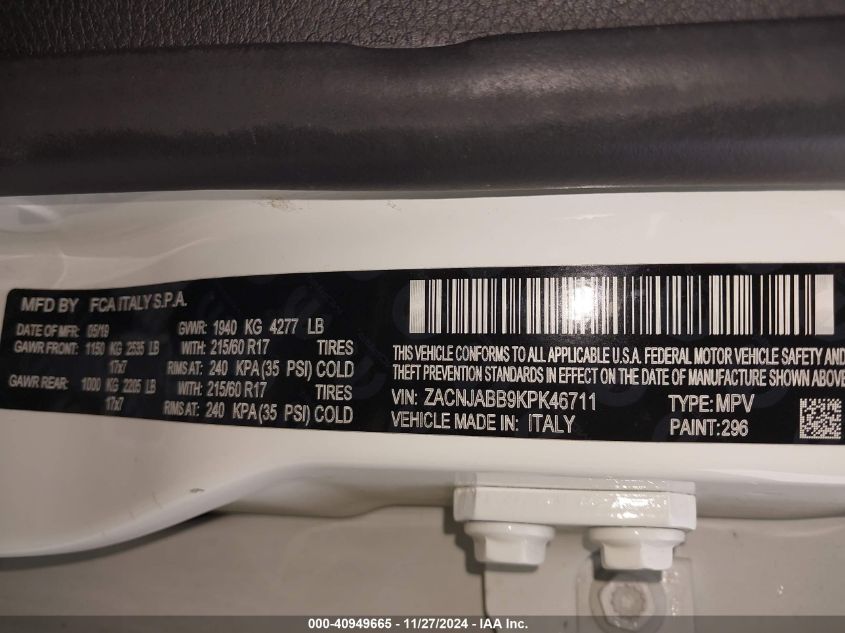 MFD BY FCA ITALY S.P.A.
DATE OF MFR: 05/19 GVWR: 1940 KG 4277 LB
GAWR FRONT: 1150 KG 2535 LB WITH: 215/60 R17 TIRES
17x7 RIMS AT: 240 KPA (35 PSI) COLD
GAWR REAR: 1000 KG 2205 LB WITH: 215/60 R17 TIRES
17x7 RIMS AT: 240 KPA (35 PSI) COLD
THIS VEHICLE CONFORMS TO ALL APPLICABLE U.S.A. FEDERAL MOTOR VEHICLE SAFETY AND
THEFT PREVENTION STANDARDS IN EFFECT ON THE DATE OF MANUFACTURE SHOWN ABOVE
VIN: ZACNJABB9KPK46711 TYPE: MPV
VEHICLE MADE IN: ITALY PAINT: 296
000-40949665 - 11/27/2024 - IAA Inc.